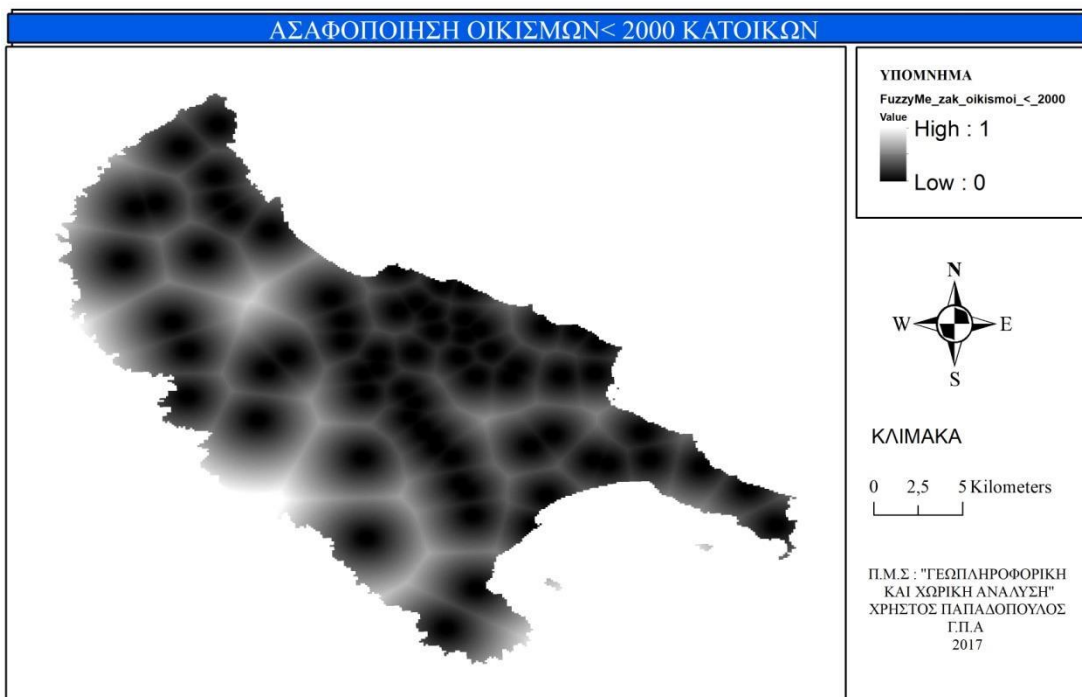 ΑΣΑΦΟΠΟΙΗΣΗ ΟΙΚΙΣΜΩΝ< 2000 ΚΑΤΟΙΚΩΝ
ΥΠΟΜΝΗΜΑ
FuzzyMe_zak_oikismoi_<_2000
Value
High : 1
Low : 0
N
W E
S
ΚΛΙΜΑΚΑ
0 2,5 5 Kilometers
Π.Μ.Σ : "ΓΕΩΠΛΗΡΟΦΟΡΙΚΗ
ΚΑΙ ΧΩΡΙΚΗ ΑΝΑΛΥΣΗ"
ΧΡΗΣΤΟΣ ΠΑΠΑΔΟΠΟΥΛΟΣ
Γ.Π.Α
2017